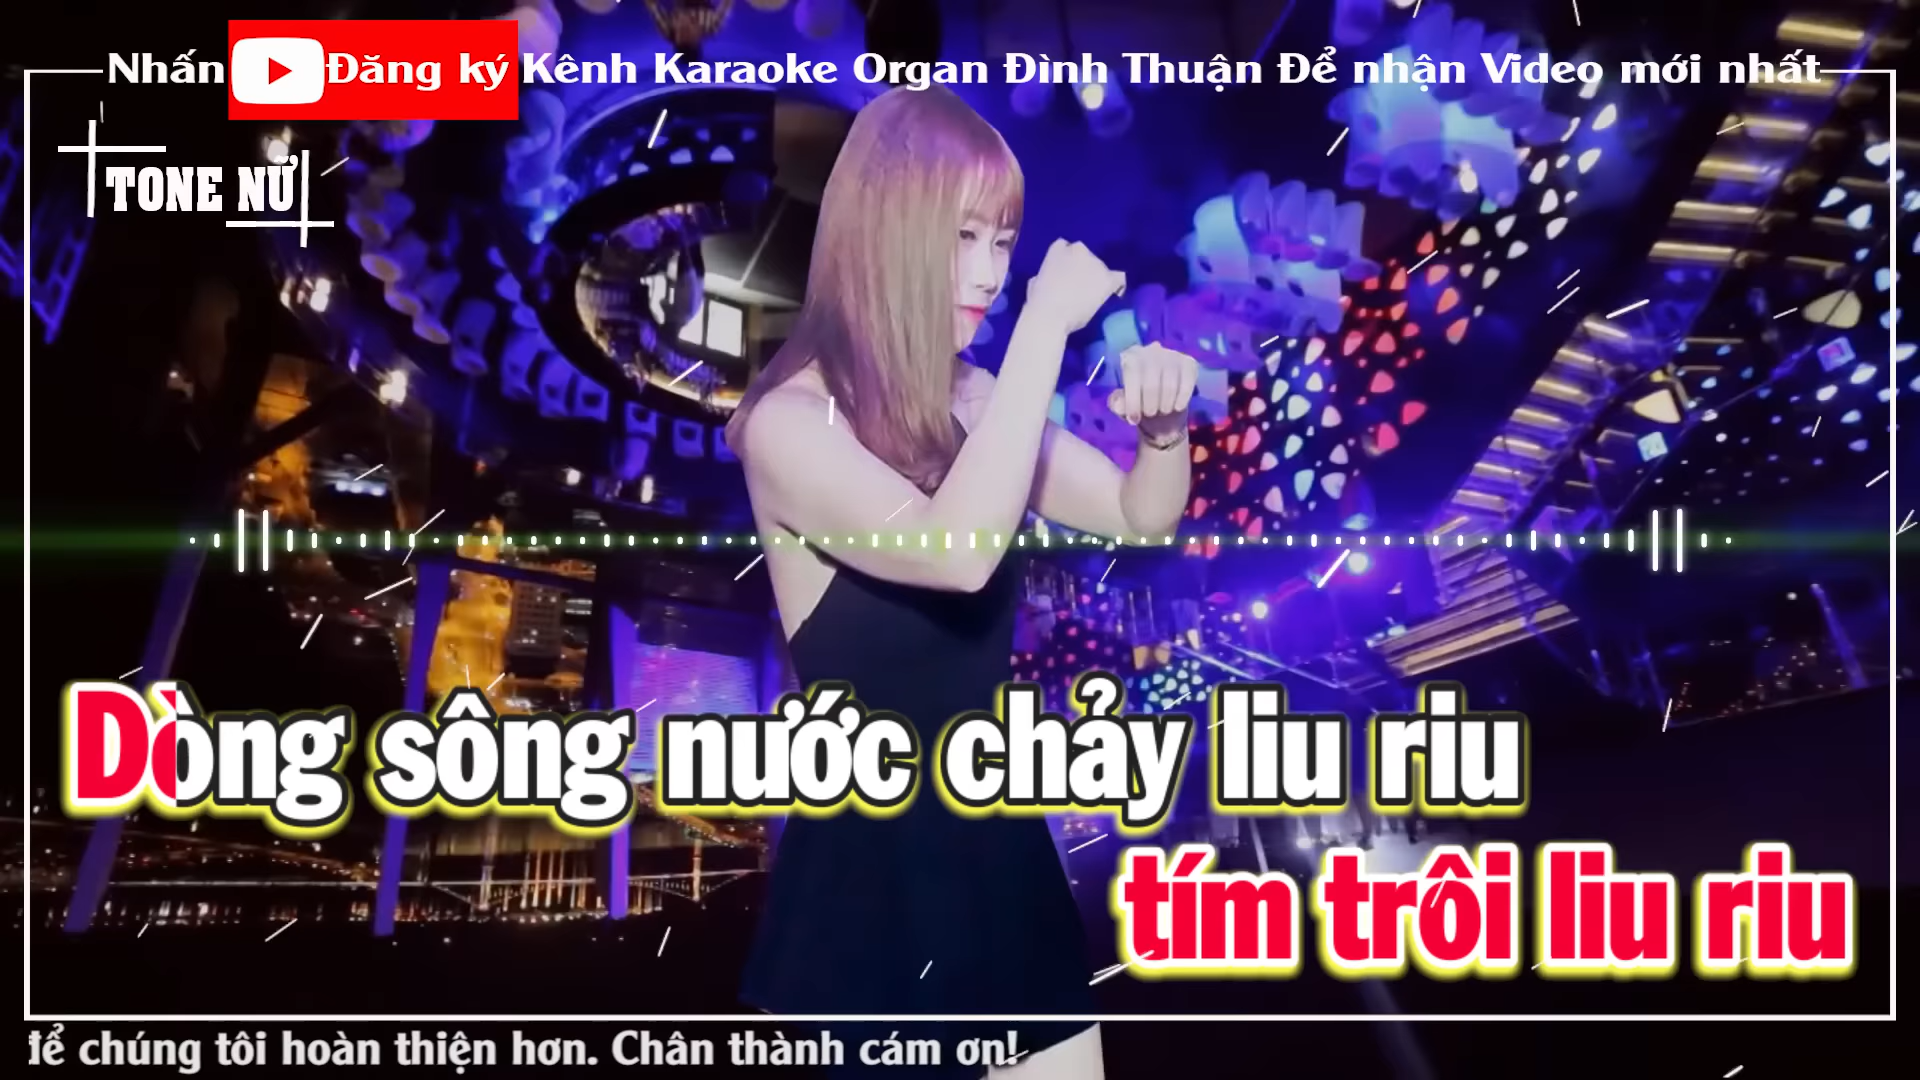 Nhấn Đăng ký Kênh Karaoke Organ Đình Thuận Để nhận Video mới nhất
TONE NỮ
Dòng sông nước chảy liu riu
tím trôi liu riu
để chúng tôi hoàn thiện hơn. Chân thành cám ơn!